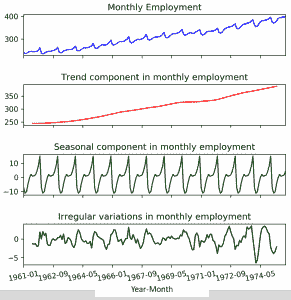 Monthly Employment
400
300
Trend component in monthly employment
350
300
250
Seasonal component in monthly employment
10
0
−10
Irregular variations in monthly employment
0
−5
1961-01 1962-09 1964-05 1966-01 1967-09 1969-05 1971-01 1972-09 1974-05
Year-Month